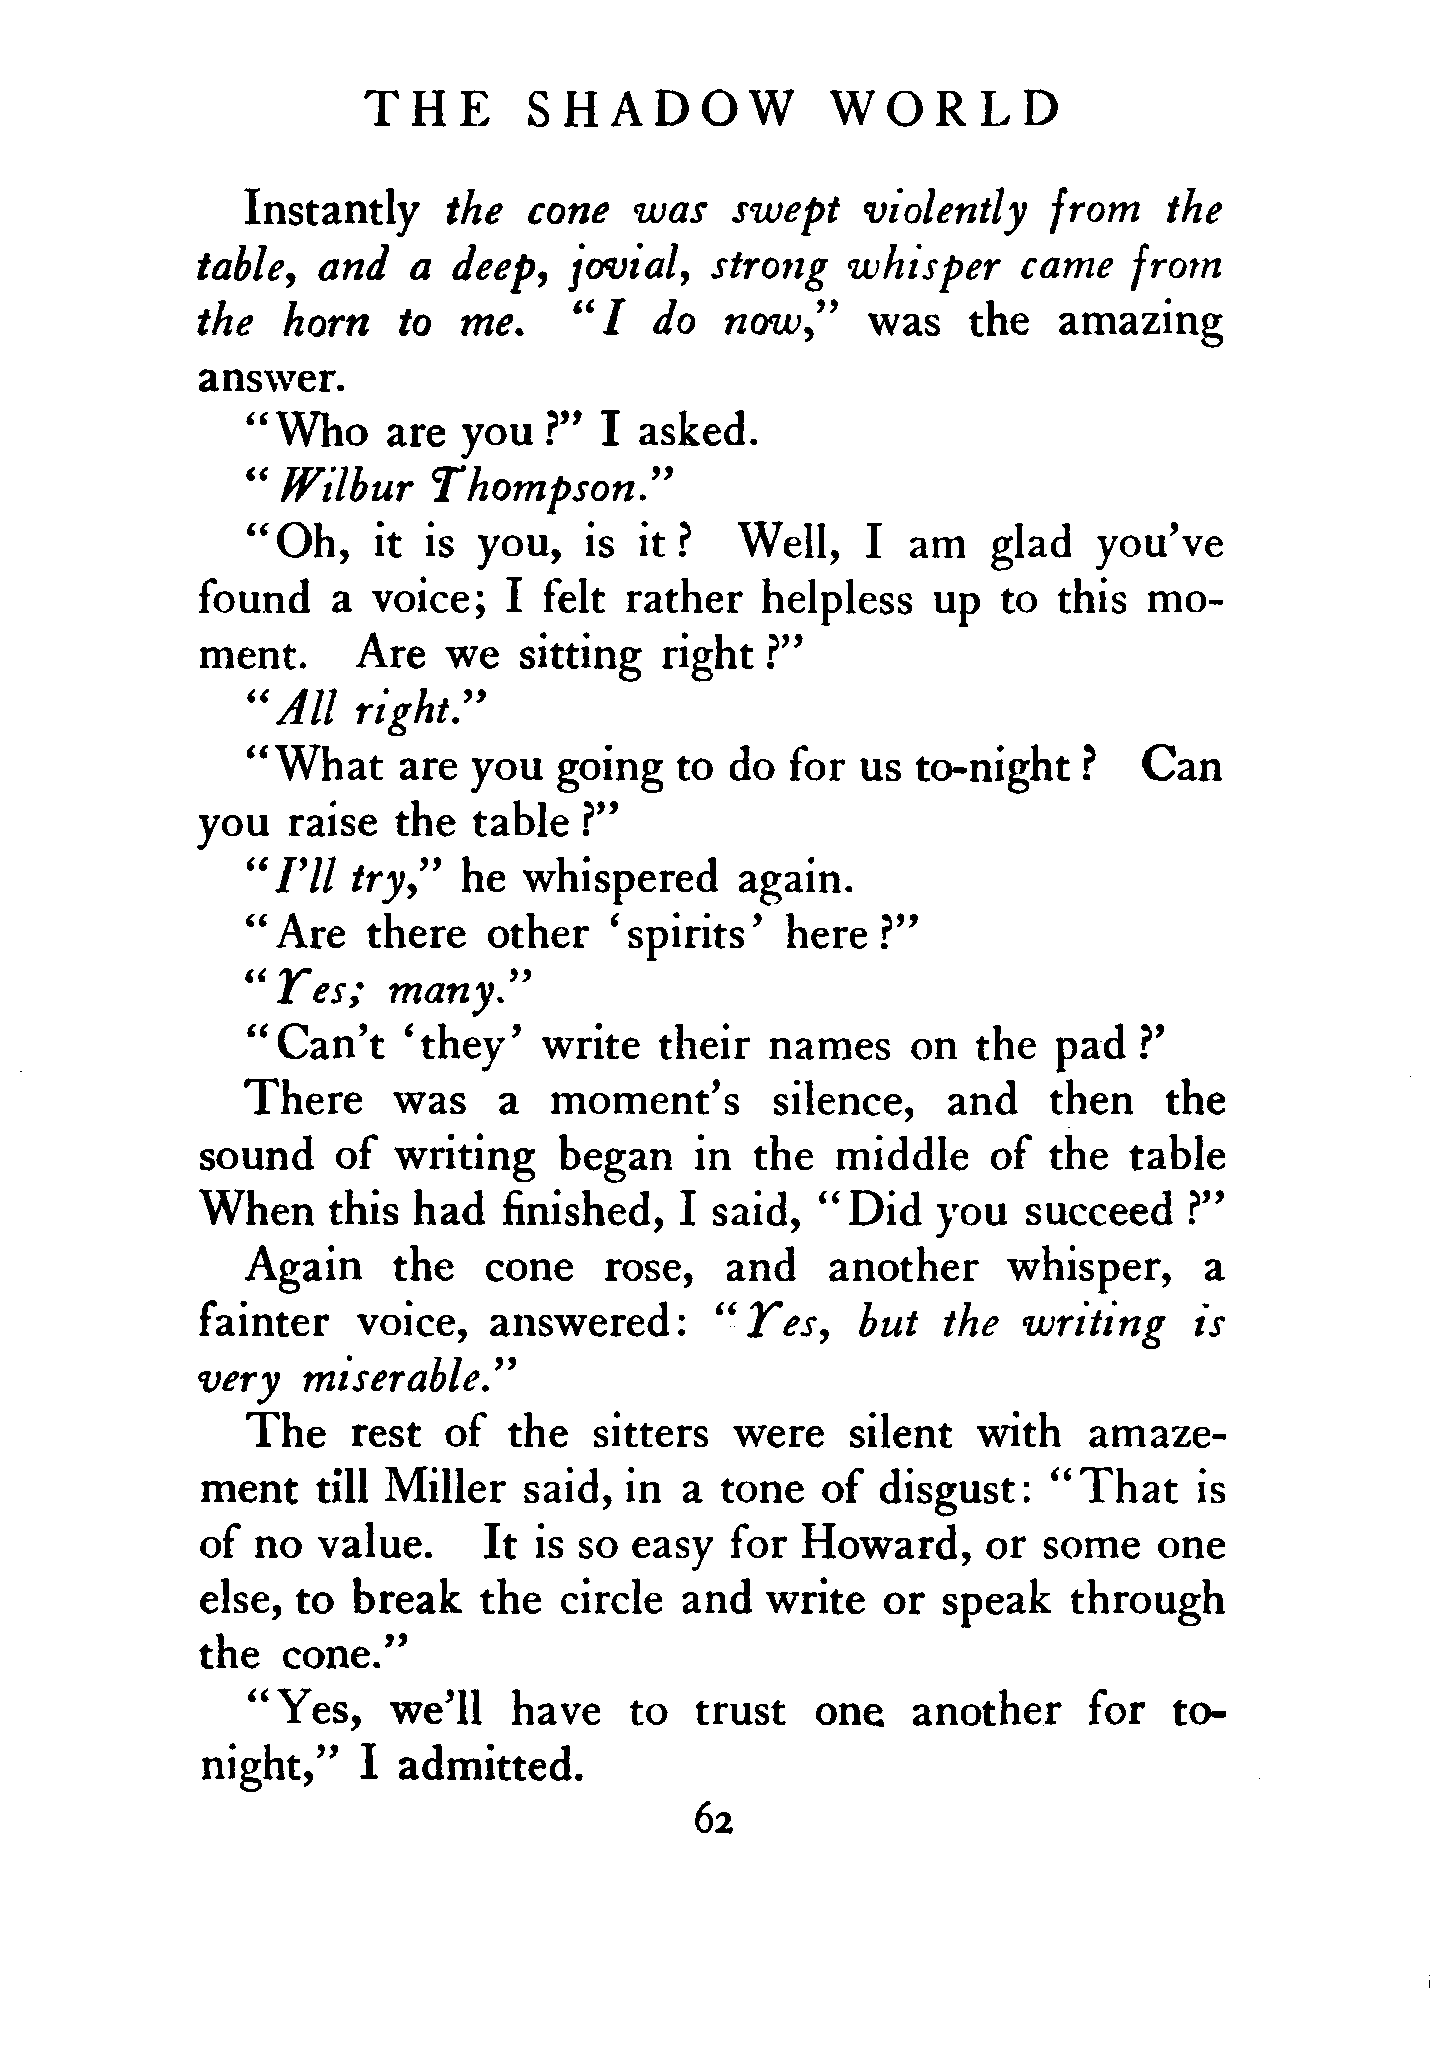 THE SHADOW WORLD
Instantly the cone was swept violently from the
table, and a deep, jovial, strong whisper came from
the horn to me. "I do now," was the amazing
answer.
"Who are you?" I asked.
"Wilbur Thompson."
"Oh, it is you, is it? Well, I am glad you've
found a voice; I felt rather helpless up to this mo-
ment. Are we sitting right?"
"All right."
"What are you going to do for us to-night? Can
you raise the table?"
"I'll try," he whispered again.
"Are there other 'spirits' here?"
"Yes; many."
"Can't 'they' write their names on the pad?'
There was a moment's silence, and then the
sound of writing began in the middle of the table
When this had finished, I said, "Did you succeed?"
Again the cone rose, and another whisper, a
fainter voice, answered: "Yes, but the writing is
very miserable."
The rest of the sitters were silent with amaze-
ment till Miller said, in a tone of disgust: "That is
of no value. It is so easy for Howard, or some one
else, to break the circle and write or speak through
the cone."
"Yes, we'll have to trust one another for to-
night," I admitted.
62